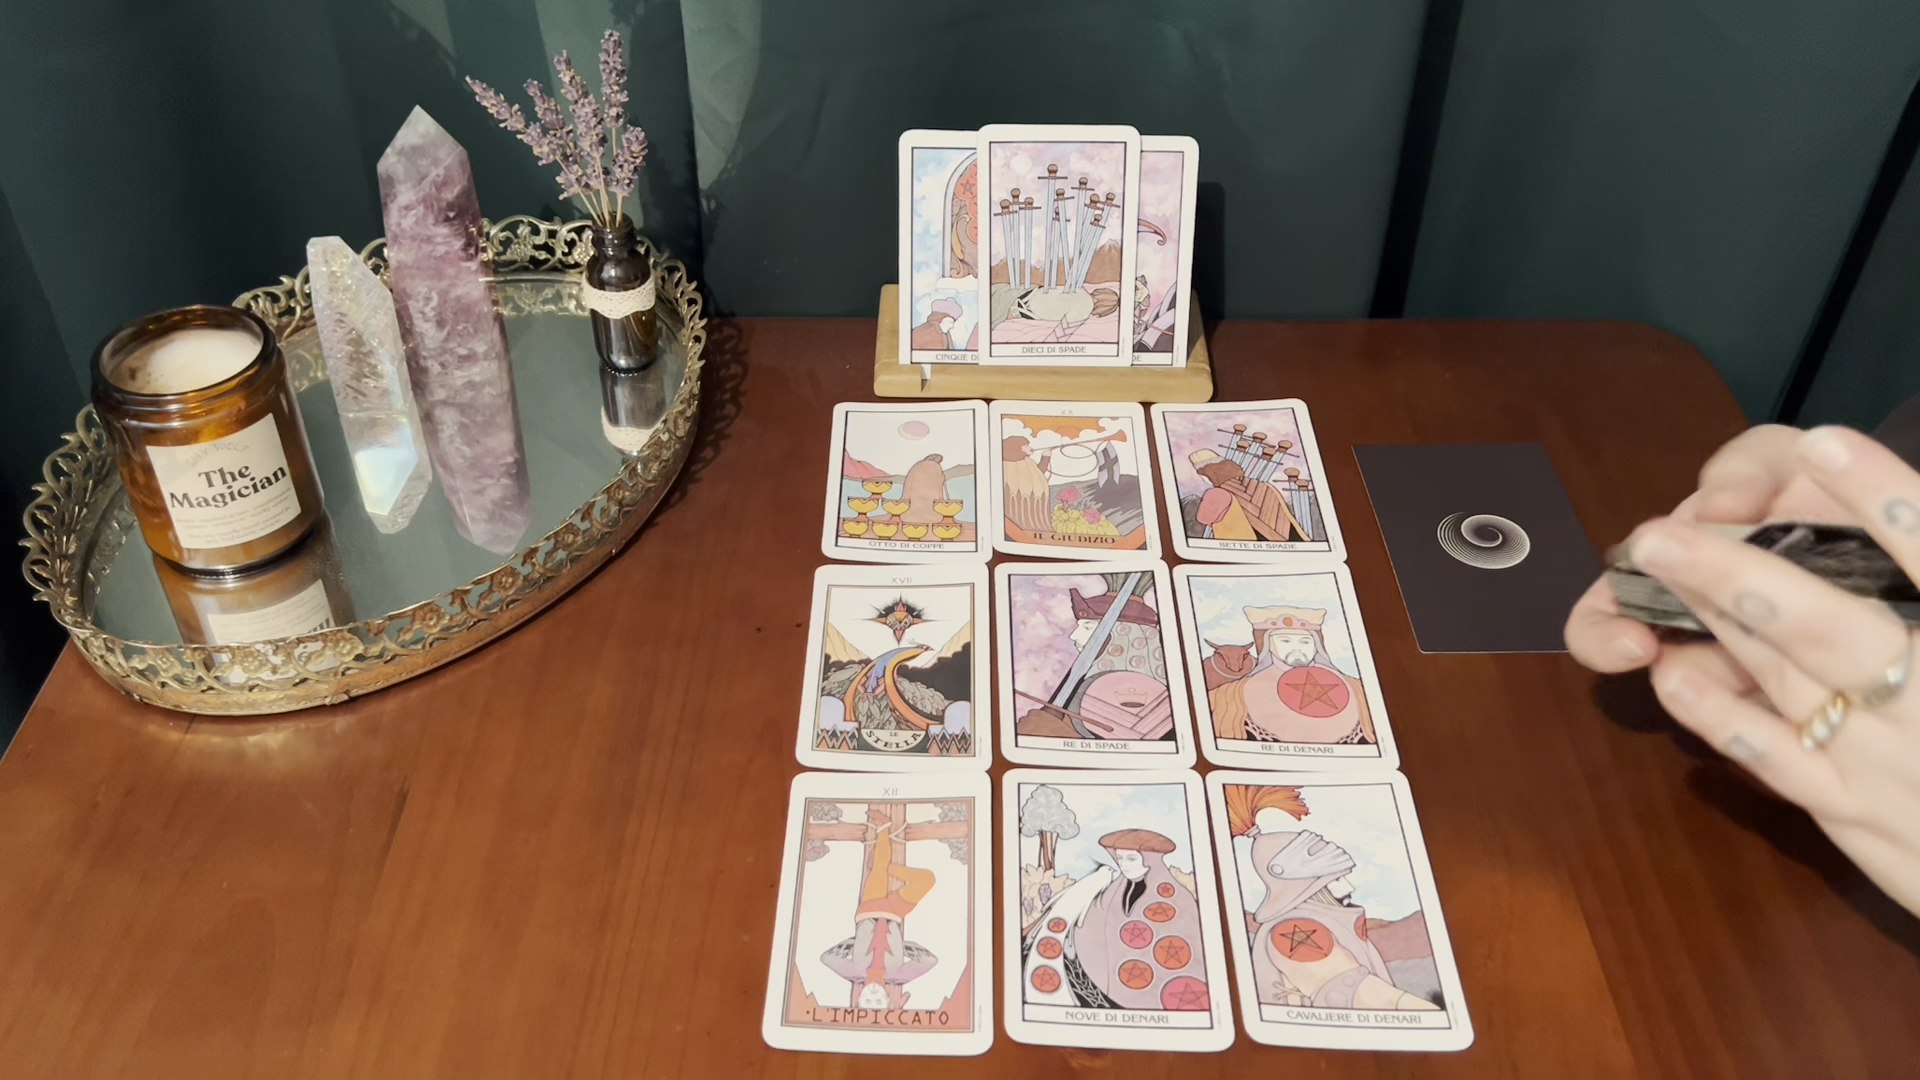 The
Magician
CINQUE D
DIECI DI SPADE
DE
OTTO DI COPPE
XX
IL GIUDIZIO
SETTE DI SPADE
XVII
LE
STELLA
RE DI SPADE
RE DI DENARI
XII
·L'IMPICCATO
NOVE DI DENARI
CAVALIERE DI DENARI